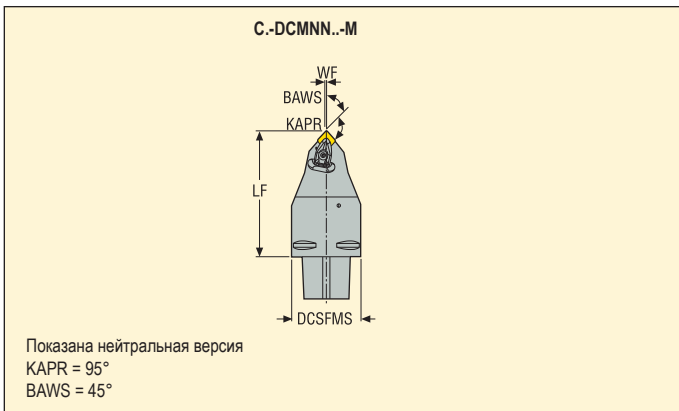 C.-DCMNN..-M
WF
BAWS
KAPR
LF
DCSFMS
Показана нейтральная версия
KAPR = 95°
BAWS = 45°